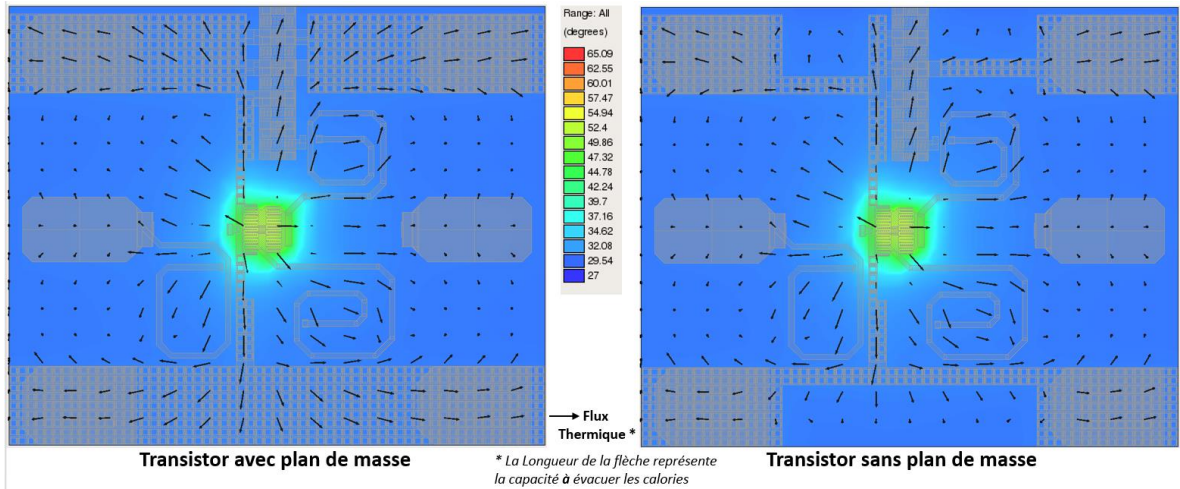 Range: All
(degrees)
65.09
62.55
60.01
57.47
54.94
52.4
49.86
47.32
44.78
42.24
39.7
37.16
34.62
32.08
29.54
27
Flux
Thermique *
Transistor avec plan de masse
* La Longueur de la flèche représente
la capacité à évacuer les calories
Transistor sans plan de masse